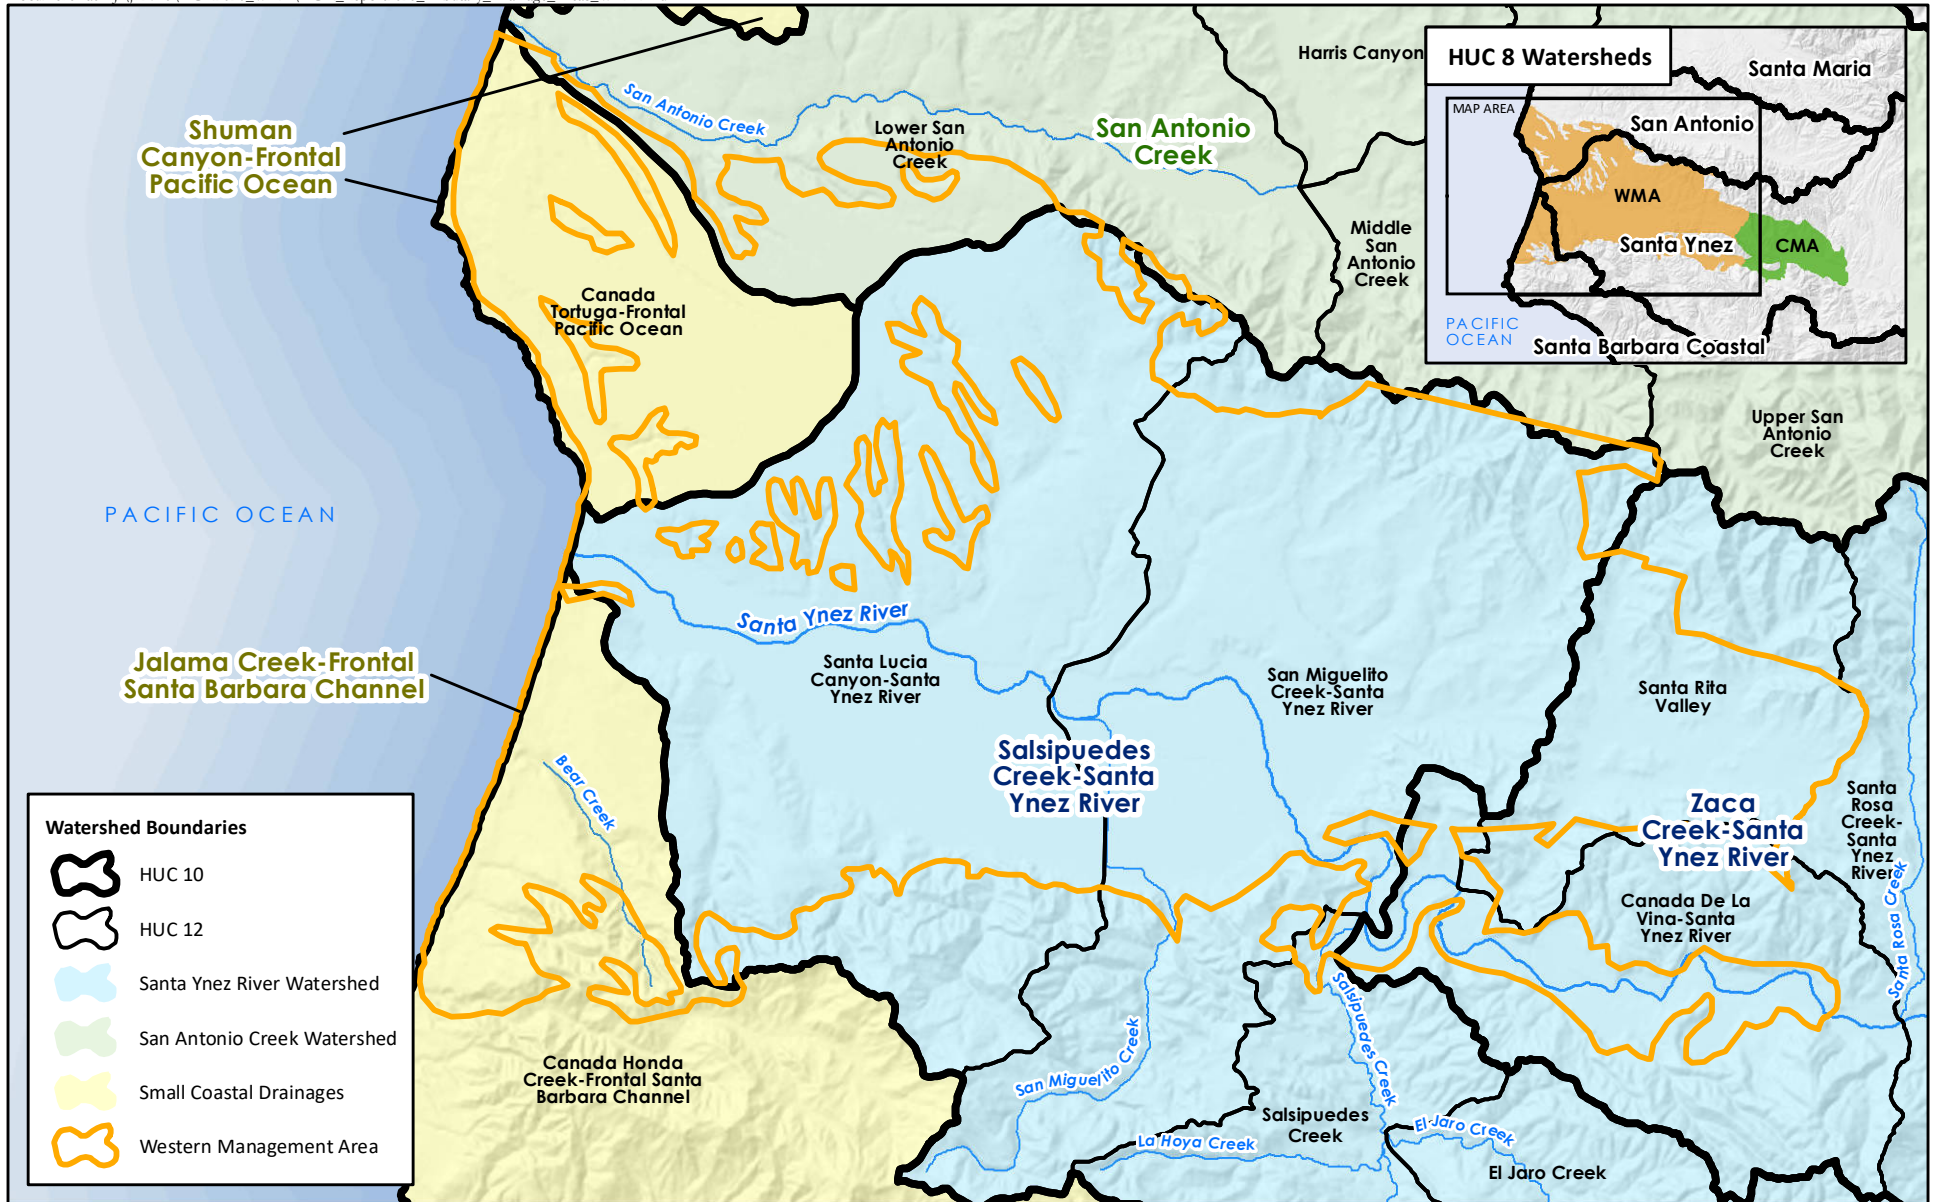 Harris Canyon
HUC 8 Watersheds
Santa Maria
MAP AREA
San Antonio
WMA
Santa Ynez
CMA
PACIFIC
OCEAN
Santa Barbara Coastal
Shuman
Canyon-Frontal
Pacific Ocean
San Antonio Creek
Lower San
Antonio
Creek
San Antonio
Creek
Middle
San
Antonio
Creek
Canada
Tortuga-Frontal
Pacific Ocean
Upper San
Antonio
Creek
PACIFIC OCEAN
Santa Ynez River
Jalama Creek-Frontal
Santa Barbara Channel
Santa Lucia
Canyon-Santa
Ynez River
San Miguelito
Creek-Santa
Ynez River
Santa Rita
Valley
Salsipuedes
Creek-Santa
Ynez River
Bear Creek
Zaca
Creek-Santa
Ynez River
Santa
Rosa
Creek-
Santa
Ynez
River
Canada De La
Vina-Santa
Ynez River
Santa Rosa Creek
Salsipuedes Creek
San Miguelito Creek
Canada Honda
Creek-Frontal Santa
Barbara Channel
Salsipuedes
Creek
La Hoya Creek
El Jaro Creek
El Jaro Creek
Watershed Boundaries
HUC 10
HUC 12
Santa Ynez River Watershed
San Antonio Creek Watershed
Small Coastal Drainages
Western Management Area